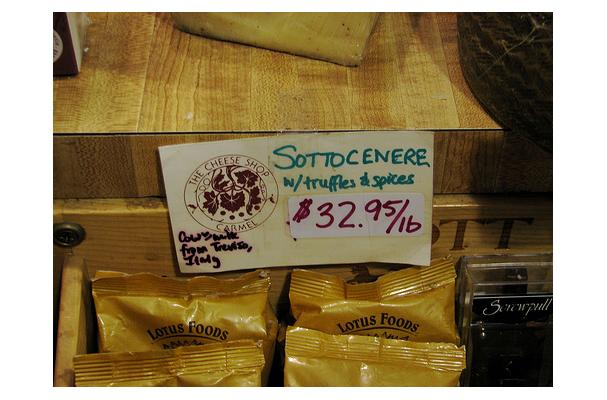 THE CHEESE SHOP
CARMEL
SOTTOCENERE
w/truffles & spices
$32.95/lb
Cow's milk
from Treviso,
Italy
OTT
LOTUS FOODS
LOTUS FOODS
Screwpull